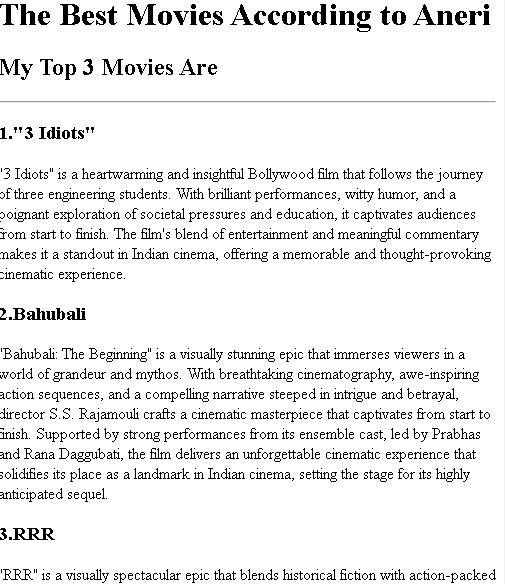 The Best Movies According to Aneri
My Top 3 Movies Are
1."3 Idiots"
"3 Idiots" is a heartwarming and insightful Bollywood film that follows the journey
of three engineering students. With brilliant performances, witty humor, and a
poignant exploration of societal pressures and education, it captivates audiences
from start to finish. The film's blend of entertainment and meaningful commentary
makes it a standout in Indian cinema, offering a memorable and thought-provoking
cinematic experience.
2.Bahubali
"Bahubali: The Beginning" is a visually stunning epic that immerses viewers in a
world of grandeur and mythos. With breathtaking cinematography, awe-inspiring
action sequences, and a compelling narrative steeped in intrigue and betrayal,
director S.S. Rajamouli crafts a cinematic masterpiece that captivates from start to
finish. Supported by strong performances from its ensemble cast, led by Prabhas
and Rana Daggubati, the film delivers an unforgettable cinematic experience that
solidifies its place as a landmark in Indian cinema, setting the stage for its highly
anticipated sequel.
3.RRR
"RRR" is a visually spectacular epic that blends historical fiction with action-packed